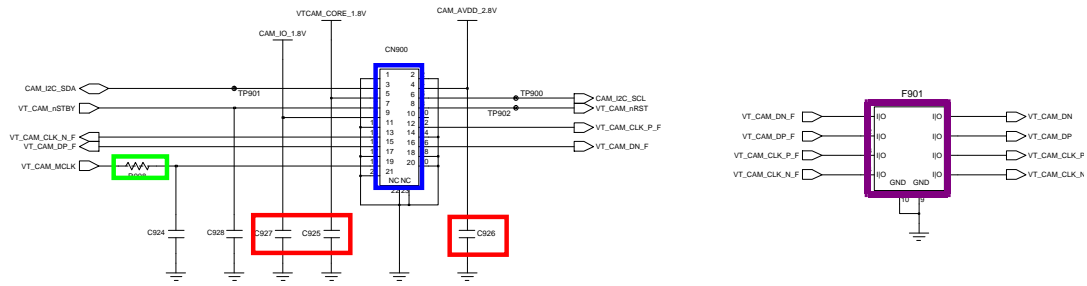 VTCAM_CORE_1.8V
CAM_AVDD_2.8V
CAM_IO_1.8V
CN900
F901
1 2
3 4
5 6
7 8
9 10
11 12
13 14
15 16
17 18
19 20
21
NC NC
22 23
CAM_I2C_SDA
TP901
TP900
CAM_I2C_SCL
VT_CAM_nSTBY
TP902
VT_CAM_nRST
VT_CAM_CLK_P_F
VT_CAM_CLK_N_F
VT_CAM_DP_F
VT_CAM_DN_F
VT_CAM_MCLK
C924
C928
C927
C925
C926
VT_CAM_DN_F I|O I|O VT_CAM_DN
VT_CAM_DP_F I|O I|O VT_CAM_DP
VT_CAM_CLK_P_F I|O I|O VT_CAM_CLK_P
VT_CAM_CLK_N_F I|O I|O VT_CAM_CLK_N
GND GND
10 9